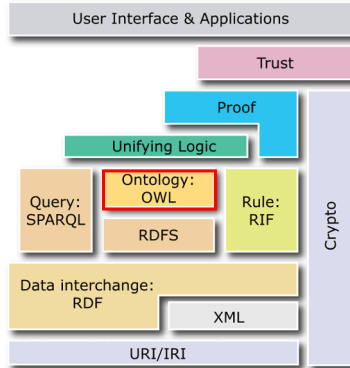 User Interface & Applications
Trust
Proof
Unifying Logic
Ontology:
OWL
Query:
SPARQL
Rule:
RIF
RDFS
Crypto
Data interchange:
RDF
XML
URI/IRI